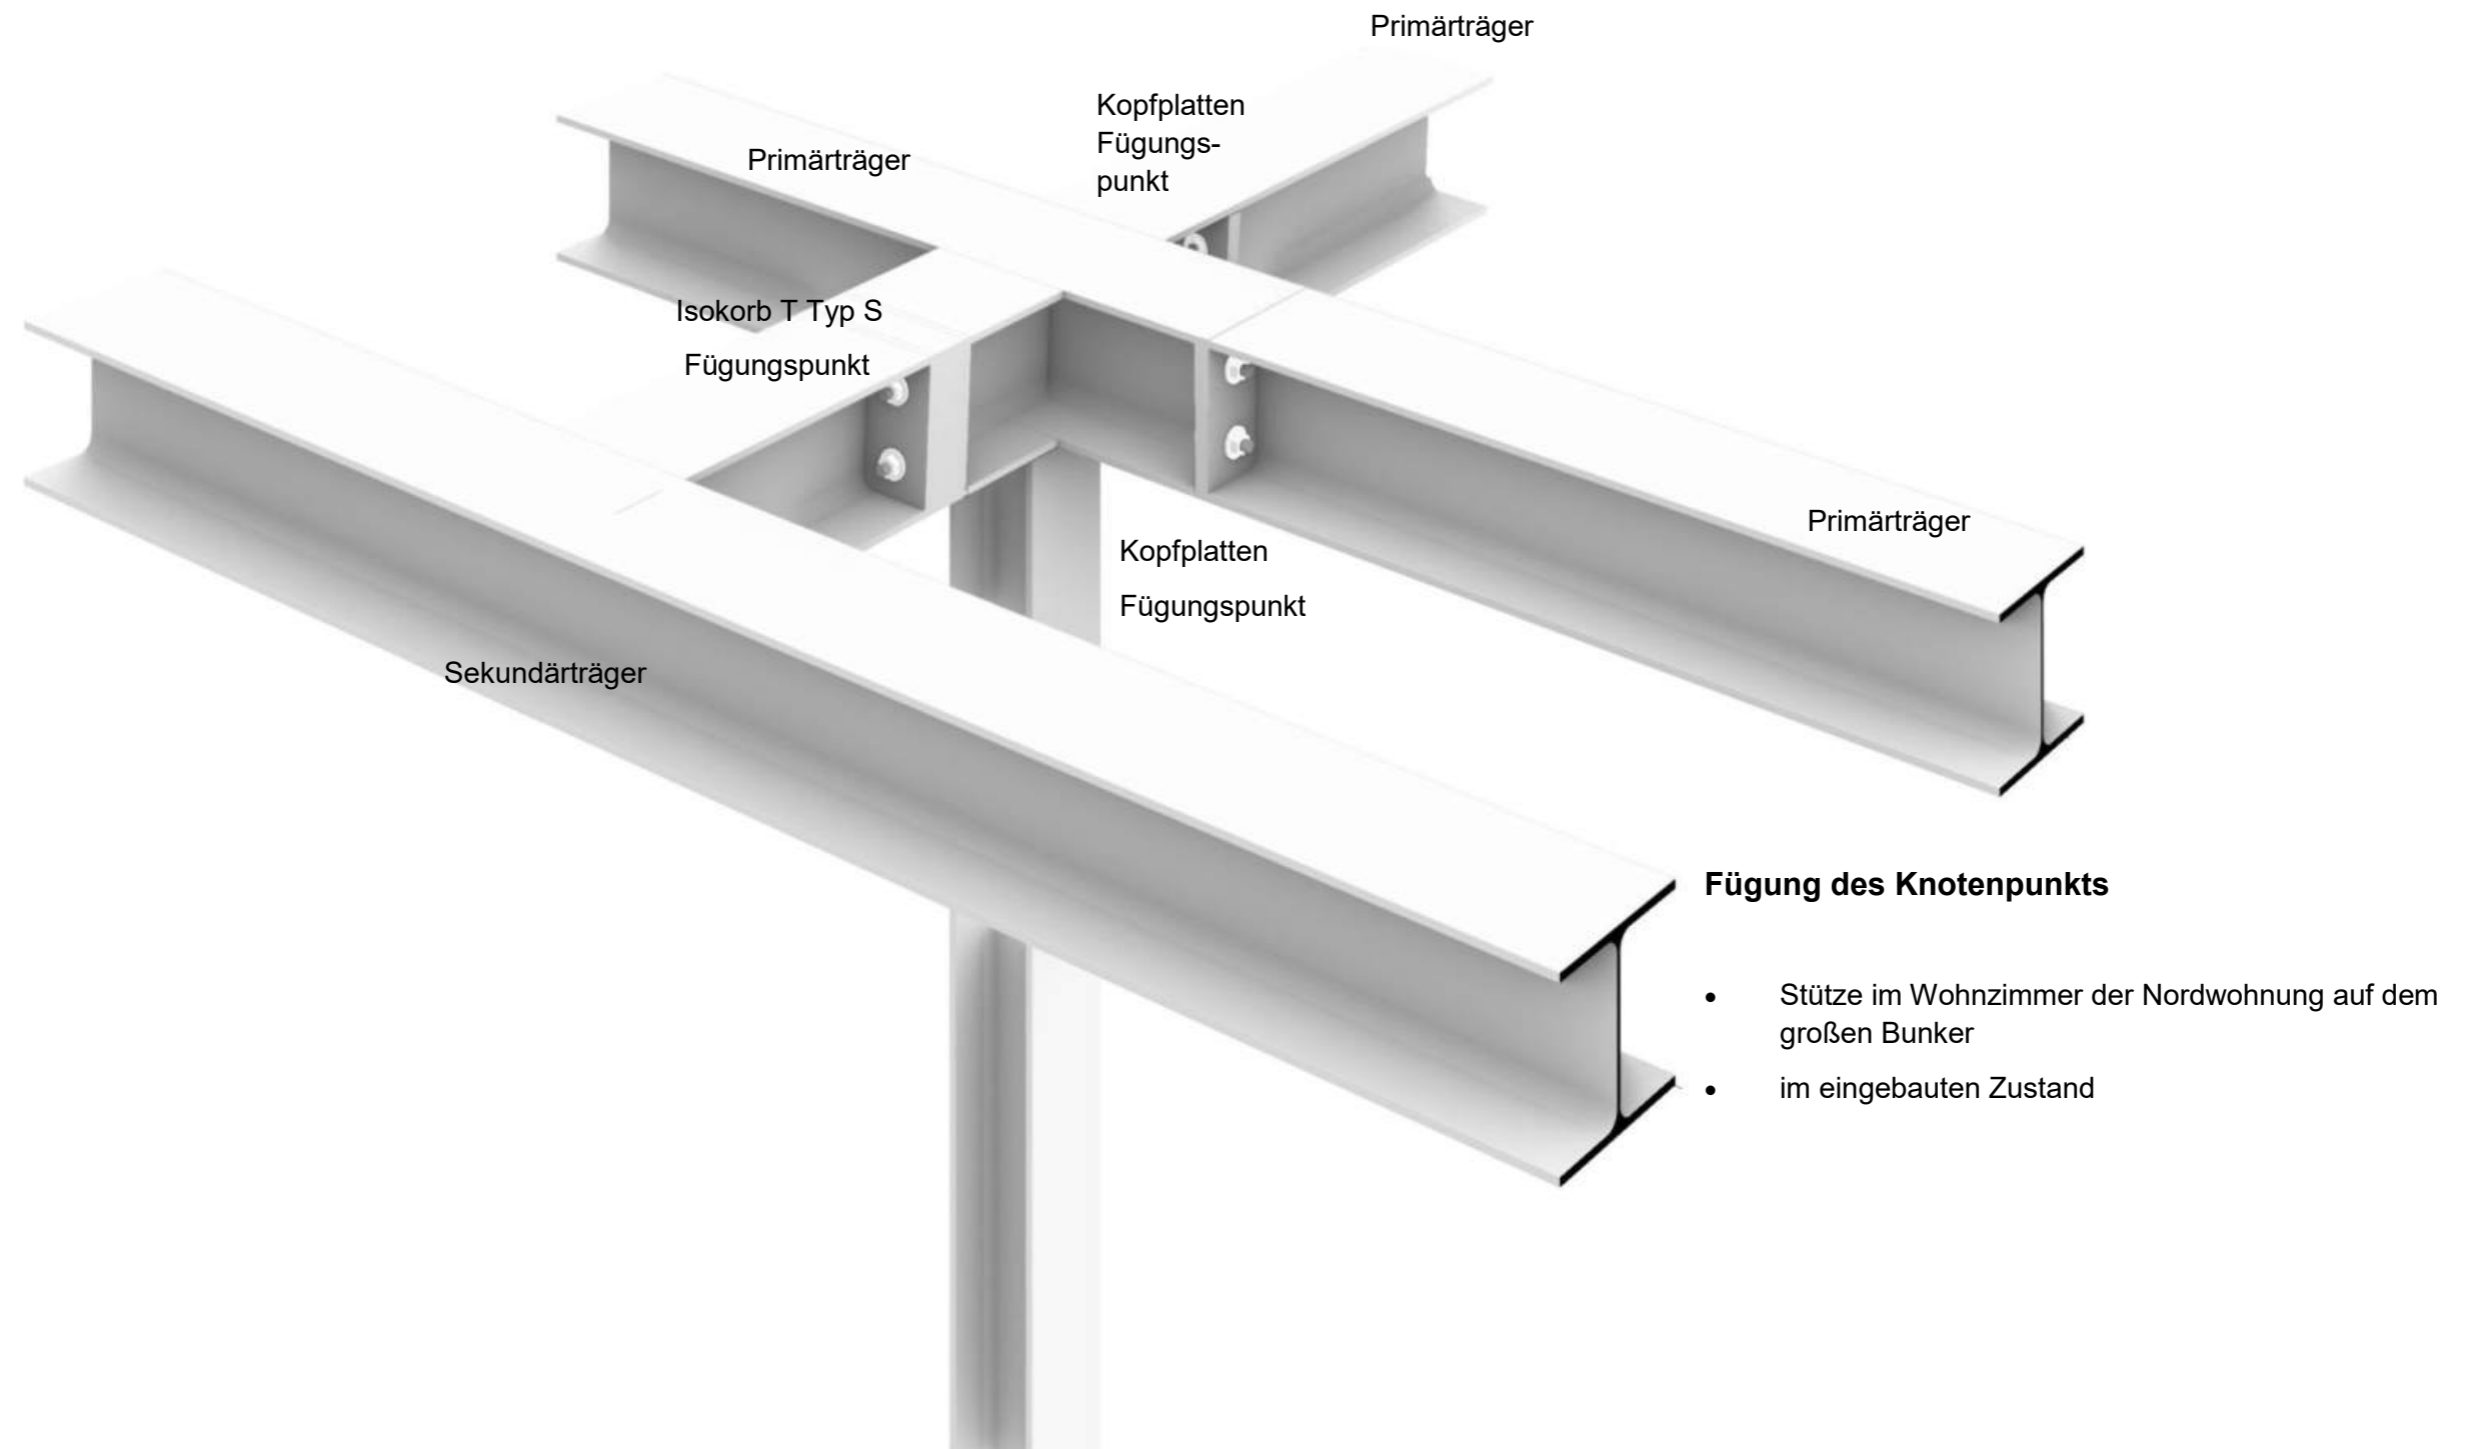 Primärträger
Kopfplatten
Fügungs-
punkt
Primärträger
Isokorb T Typ S
Fügungspunkt
Primärträger
Kopfplatten
Fügungspunkt
Sekundärträger
Fügung des Knotenpunkts
• Stütze im Wohnzimmer der Nordwohnung auf dem
großen Bunker
• im eingebauten Zustand